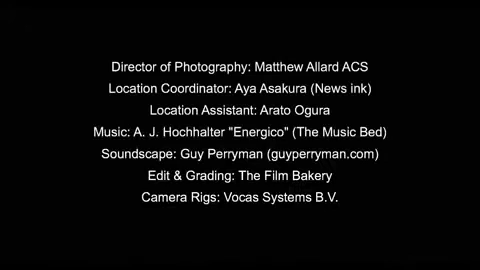 Director of Photography: Matthew Allard ACS
Location Coordinator: Aya Asakura (News ink)
Location Assistant: Arato Ogura
Music: A. J. Hochhalter "Energico" (The Music Bed)
Soundscape: Guy Perryman (guyperryman.com)
Edit & Grading: The Film Bakery
Camera Rigs: Vocas Systems B.V.